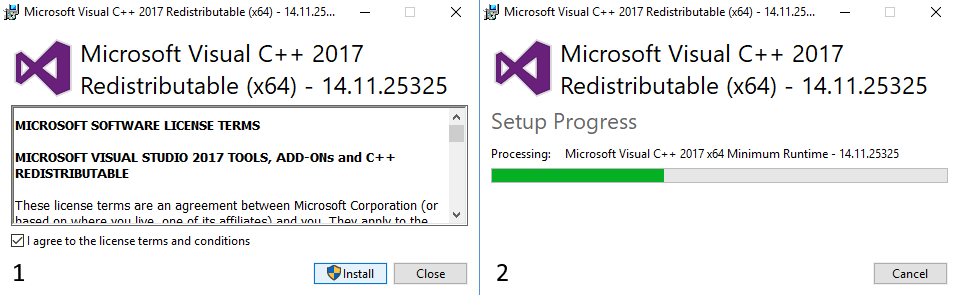 Microsoft Visual C++ 2017 Redistributable (x64) - 14.11.25...
Microsoft Visual C++ 2017
Redistributable (x64) - 14.11.25325
MICROSOFT SOFTWARE LICENSE TERMS
MICROSOFT VISUAL STUDIO 2017 TOOLS, ADD-ONs and C++
REDISTRIBUTABLE
These license terms are an agreement between Microsoft Corporation (or
based on where you live, one of its affiliates) and you. They apply to the
I agree to the license terms and conditions
1
Install
Close
Microsoft Visual C++ 2017 Redistributable (x64) - 14.11.25...
Microsoft Visual C++ 2017
Redistributable (x64) - 14.11.25325
Setup Progress
Processing: Microsoft Visual C++ 2017 x64 Minimum Runtime - 14.11.25325
2
Cancel